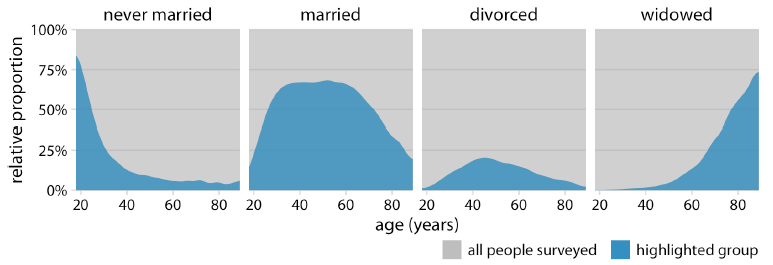 never married married divorced widowed
relative proportion
100%
75%
50%
25%
0%
20 40 60 80 20 40 60 80 20 40 60 80 20 40 60 80
age (years)
all people surveyed highlighted group